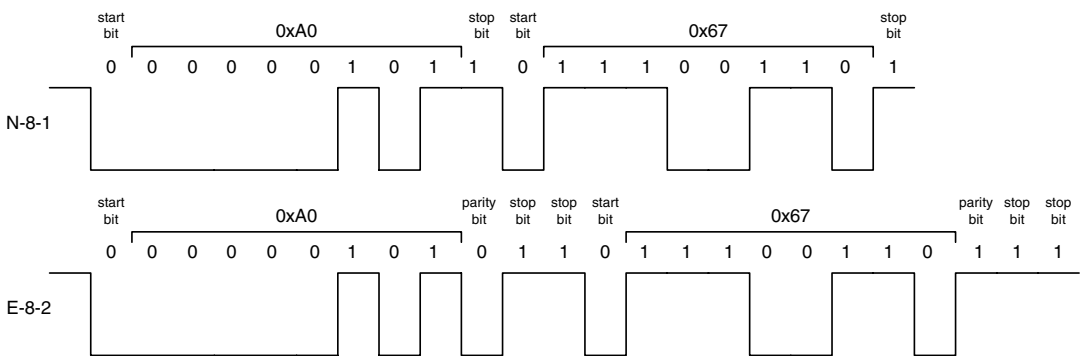 start bit 0xA0 stop bit start bit 0x67 stop bit
0 0 0 0 0 0 1 0 1 1 0 1 1 1 0 0 1 1 0 1
N-8-1
start bit 0xA0 parity bit stop bit stop bit start bit 0x67 parity bit stop bit stop bit
0 0 0 0 0 0 1 0 1 0 1 1 0 1 1 1 0 0 1 1 0 1 1 1
E-8-2